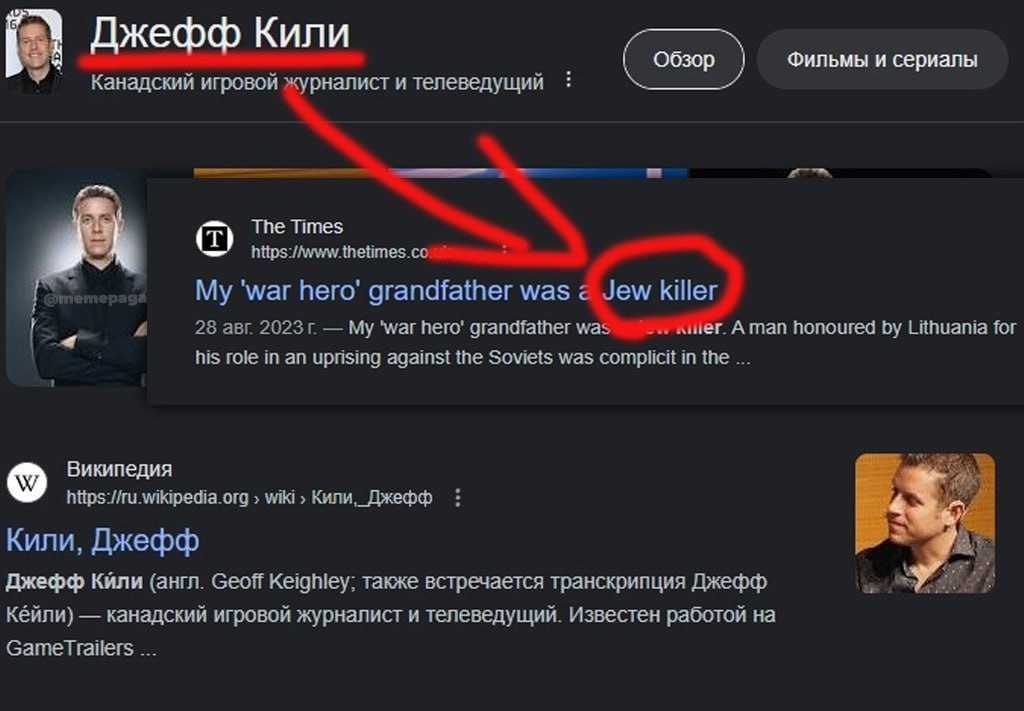 Джефф Кили
Канадский игровой журналист и телеведущий
Обзор
Фильмы и сериалы
@memepaga
The Times
https://www.thetimes.co.uk
My 'war hero' grandfather was a Jew killer
28 авг. 2023 г. — My 'war hero' grandfather was Jew killer. A man honoured by Lithuania for
his role in an uprising against the Soviets was complicit in the ...
W
Википедия
https://ru.wikipedia.org › wiki › Кили,_Джефф
Кили, Джефф
Джефф Ки́ли (англ. Geoff Keighley; также встречается транскрипция Джефф
Ке́йли) — канадский игровой журналист и телеведущий. Известен работой на
GameTrailers ...